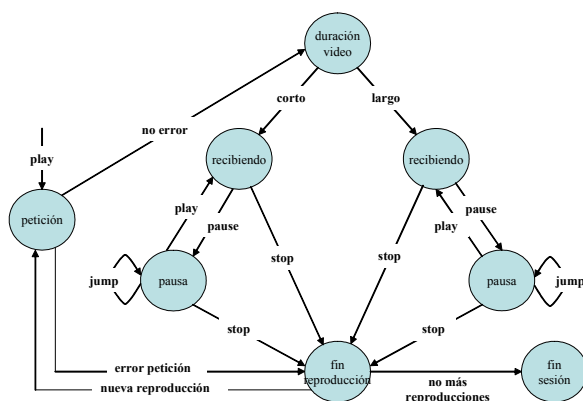 duración
video
corto
largo
no error
play
recibiendo
recibiendo
petición
play
pause
pause
play
stop
stop
jump
pausa
pausa
jump
stop
stop
error petición
nueva reproducción
fin
reproducción
no más
reproducciones
fin
sesión